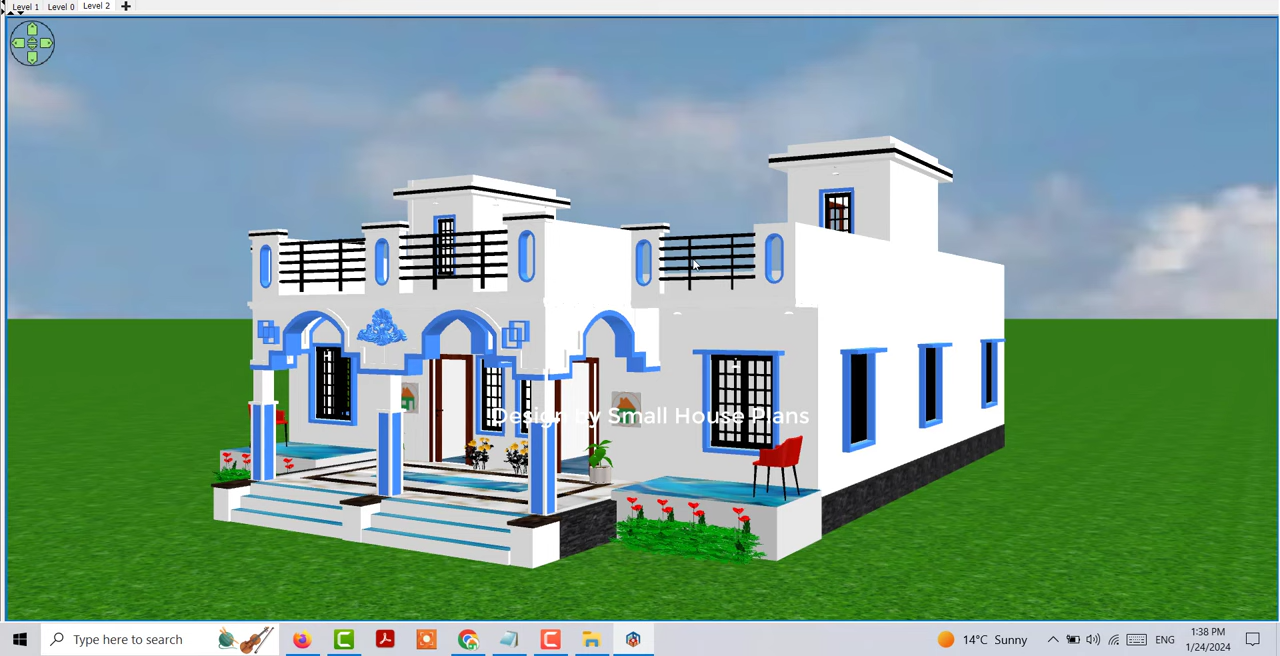 Level 1 Level 0 Level 2
Design by Small House Plans
Type here to search
14°C Sunny
ENG
1:38 PM
1/24/2024